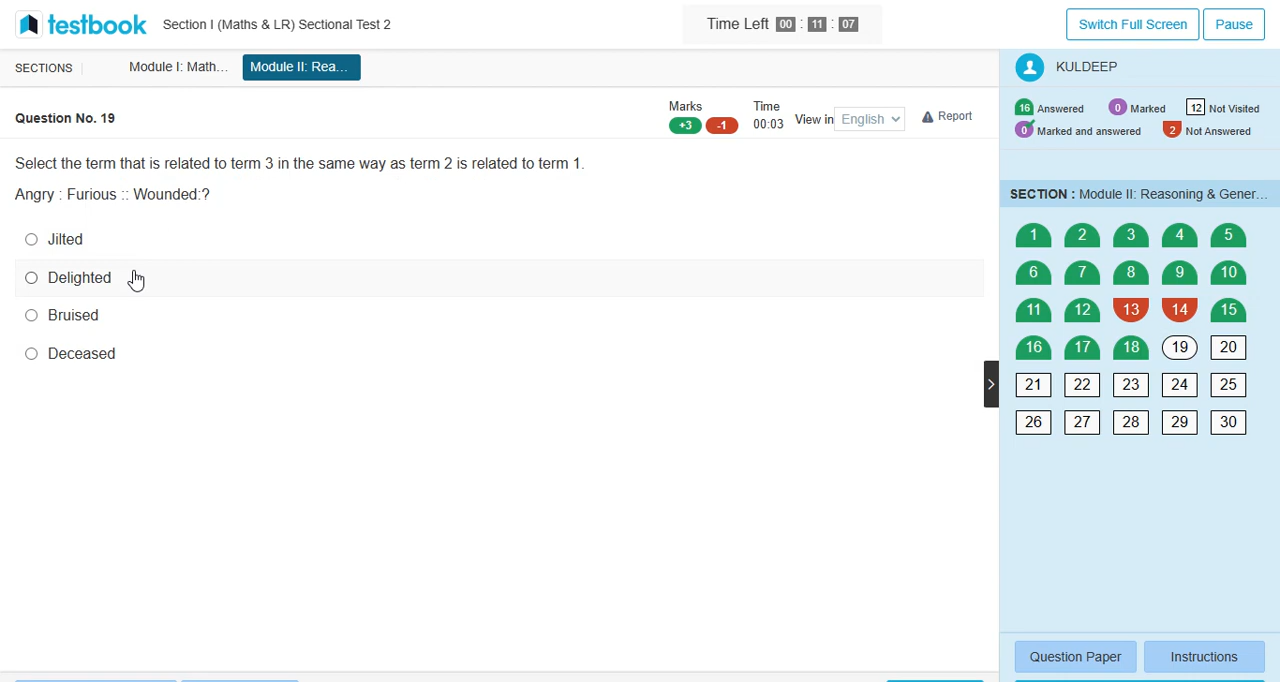 testbook Section I (Maths & LR) Sectional Test 2 Time Left 00 : 11 : 07 Switch Full Screen Pause
SECTIONS Module I: Math... Module II: Rea... KULDEEP
Question No. 19 Marks +3 -1 Time 00:03 View in English Report
16 Answered 0 Marked 12 Not Visited
0 Marked and answered 2 Not Answered
Select the term that is related to term 3 in the same way as term 2 is related to term 1.
Angry : Furious :: Wounded:?
Jilted
Delighted
Bruised
Deceased
SECTION : Module II: Reasoning & Gener...
1 2 3 4 5
6 7 8 9 10
11 12 13 14 15
16 17 18 19 20
21 22 23 24 25
26 27 28 29 30
Question Paper Instructions